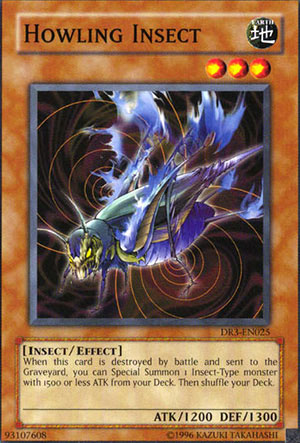 HOWLING INSECT
EARTH
地
DR3-EN025
[INSECT/EFFECT]
When this card is destroyed by battle and sent to the
Graveyard, you can Special Summon 1 Insect-Type monster
with 1500 or less ATK from your Deck. Then shuffle your Deck.
ATK/1200 DEF/1300
93107608
©1996 KAZUKI TAKAHASHI